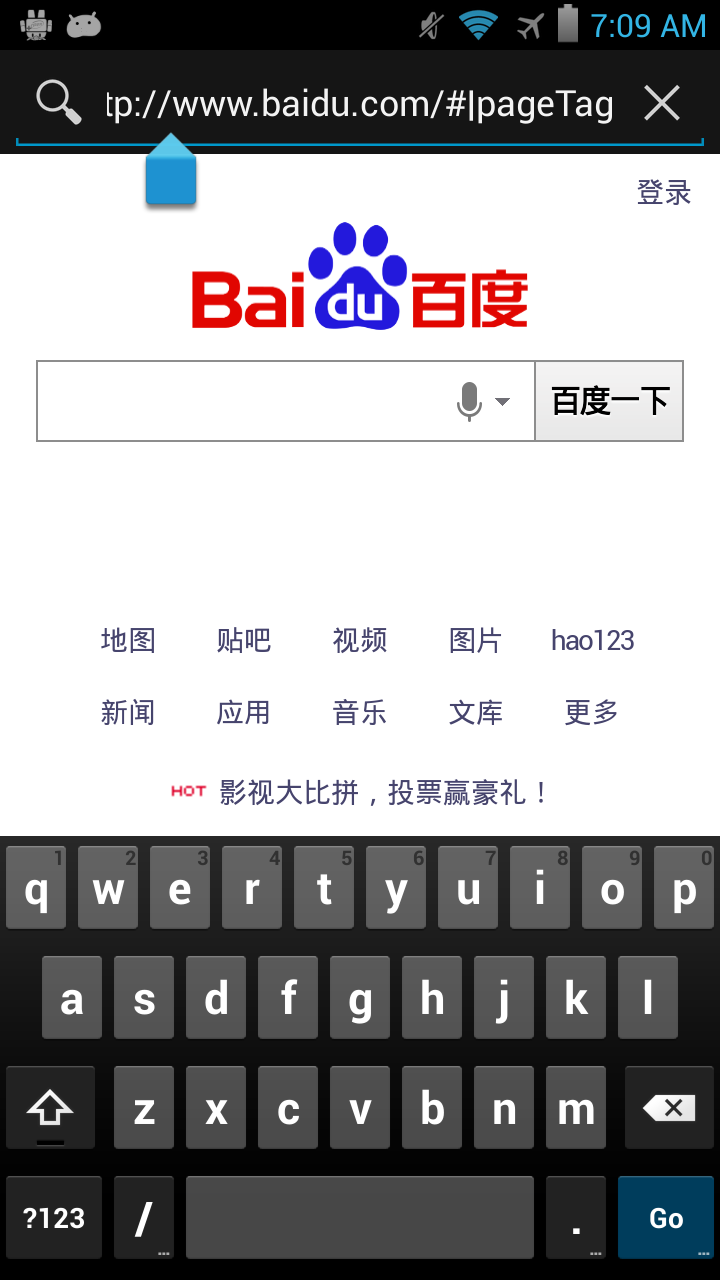 7:09 AM
tp://www.baidu.com/#|pageTag
登录
Bai du 百度
百度一下
地图 贴吧 视频 图片 hao123
新闻 应用 音乐 文库 更多
HOT 影视大比拼，投票赢豪礼！
1 2 3 4 5 6 7 8 9 0
q w e r t y u i o p
a s d f g h j k l
z x c v b n m
?123 / . Go